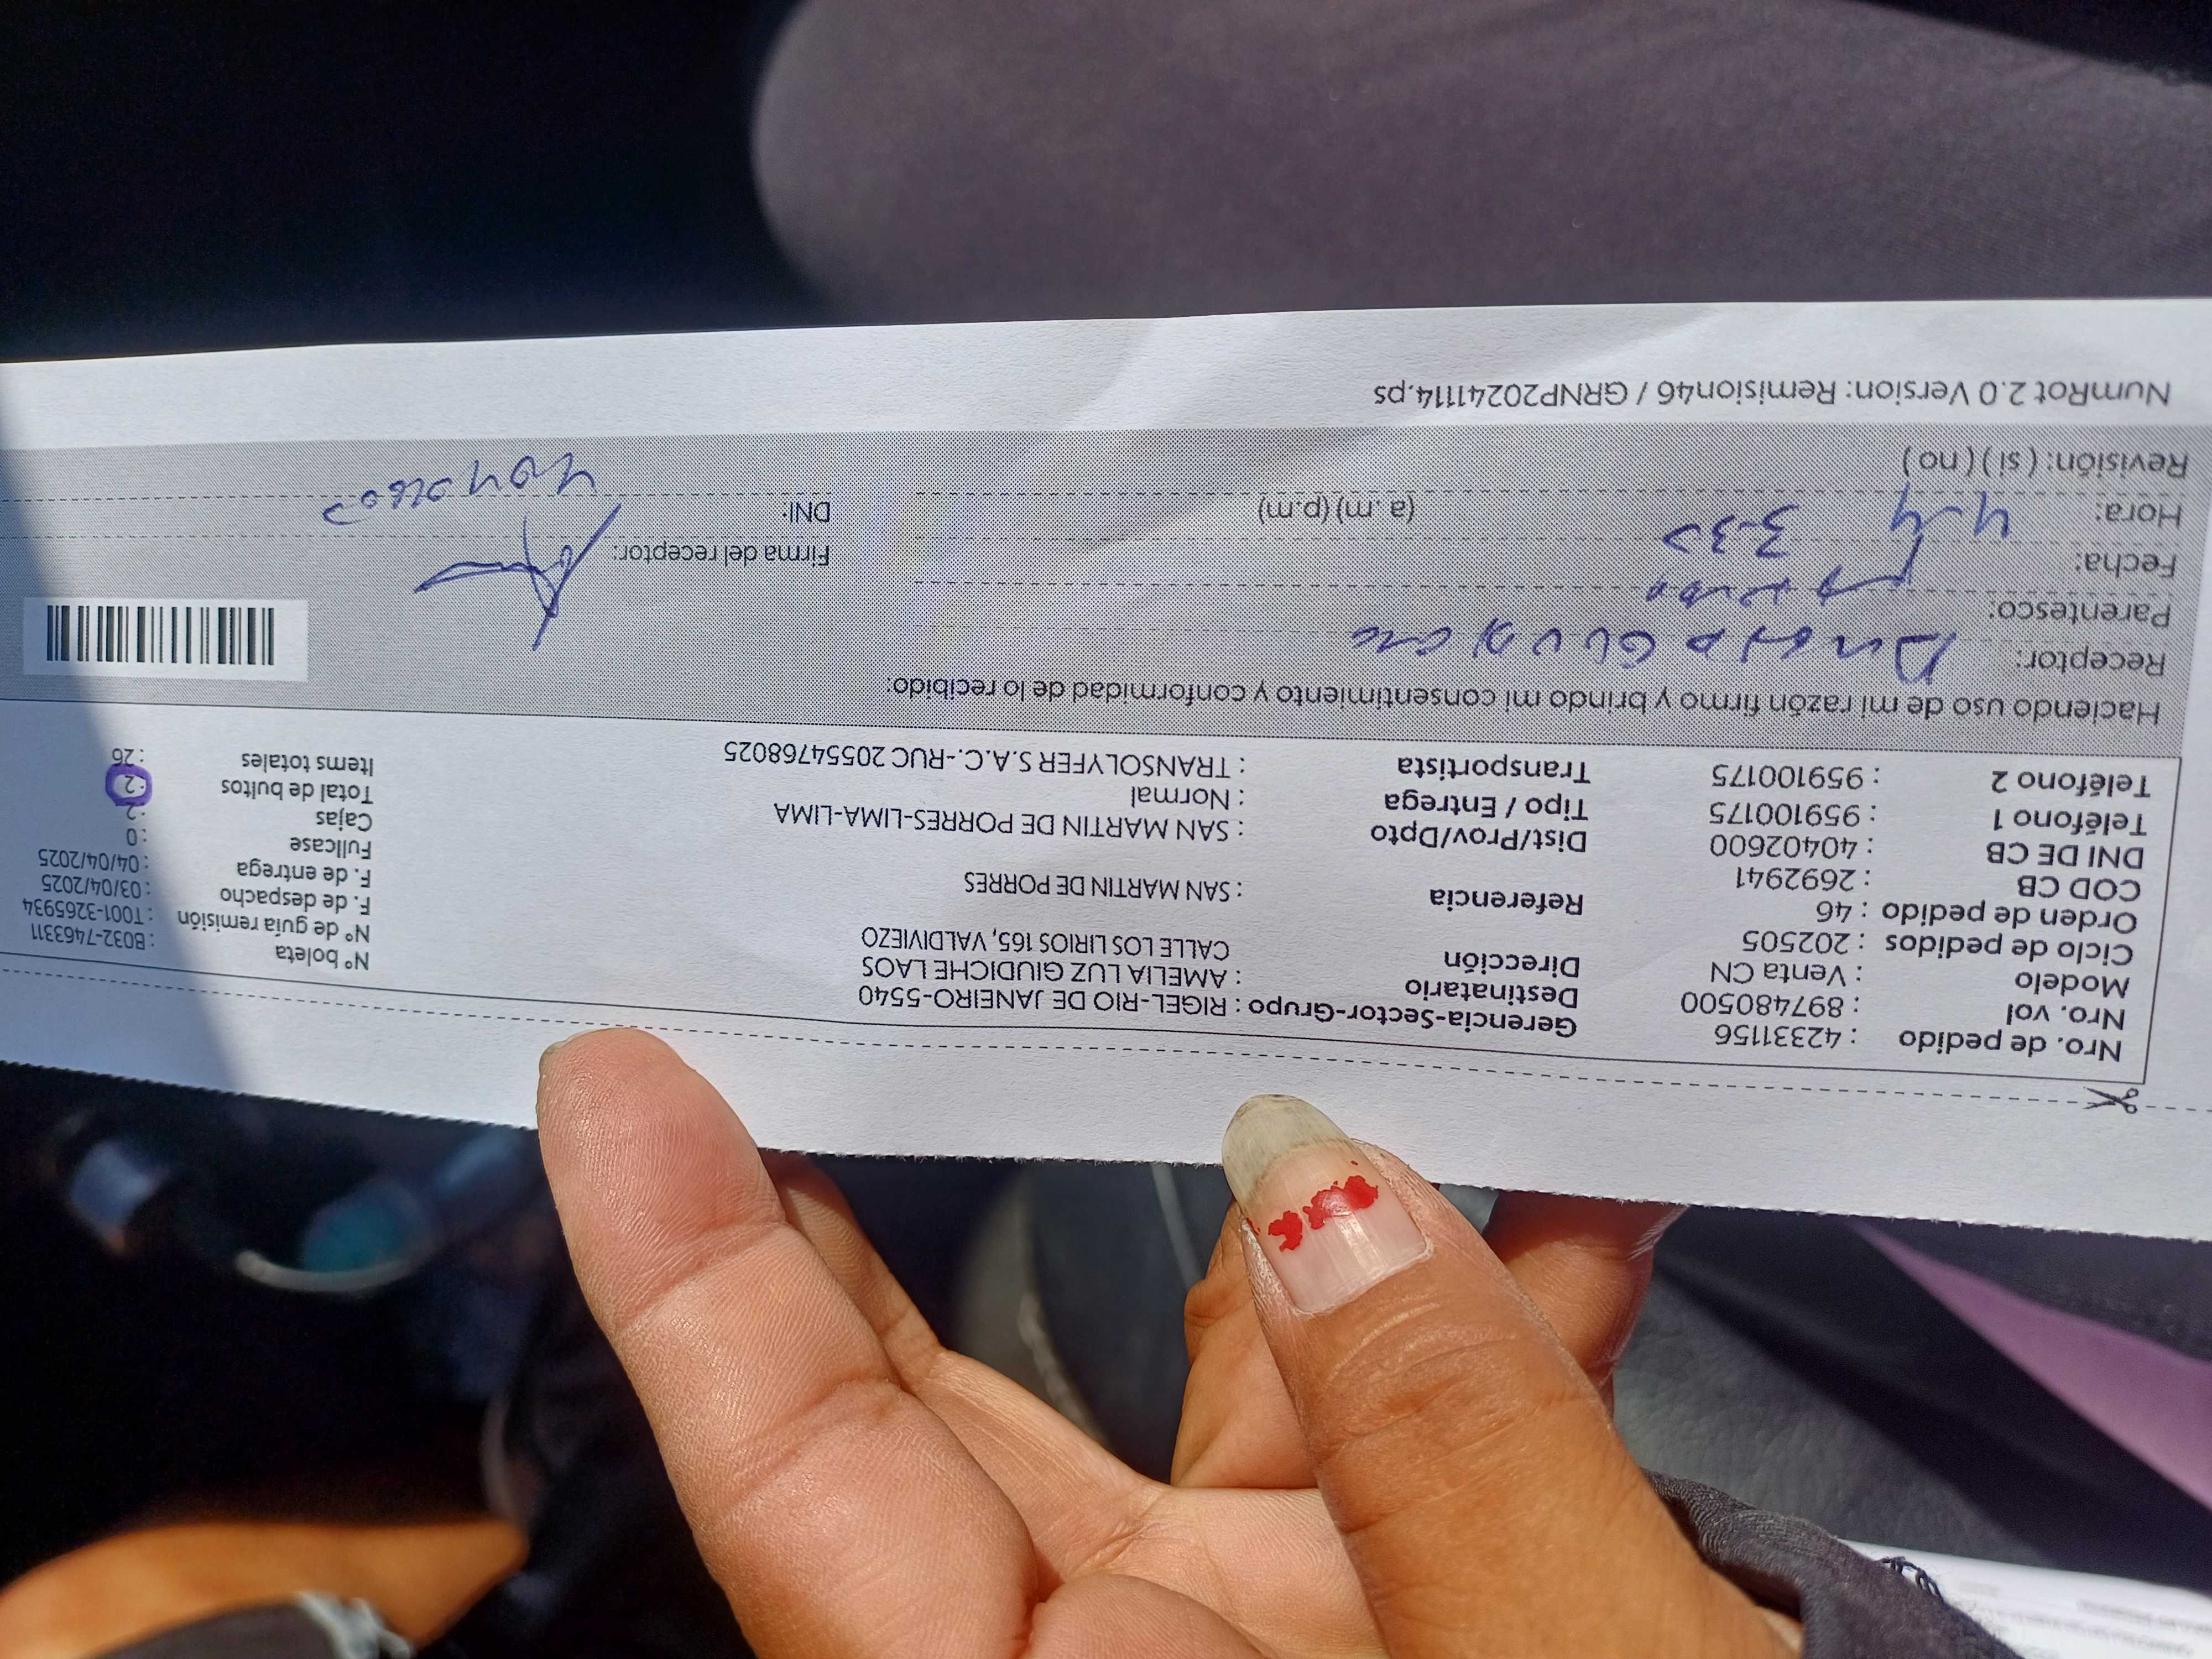 Nro. de pedido : 42331156
Nro. vol : 897480500
Modelo : Venta CN
Ciclo de pedidos : 202505
Orden de pedido : 46
COD CB : 2692941
DNI DE CB : 40402600
Teléfono 1 : 959100175
Teléfono 2 : 959100175
Gerencia-Sector-Grupo : RIGEL-RIO DE JANEIRO-5540
Destinatario : AMELIA LUZ GIUDICHE LAOS
Dirección CALLE LOS LIRIOS 165, VALDIVIEZO
Referencia : SAN MARTIN DE PORRES
Dist/Prov/Dpto : SAN MARTIN DE PORRES-LIMA-LIMA
Tipo / Entrega : Normal
Transportista : TRANSOLYFER S.A.C.-RUC 20554768025
N° boleta : B032-7463311
N° de guía remisión : T001-3265934
F. de despacho : 03/04/2025
F. de entrega : 04/04/2025
Fullcase : 0
Cajas : 2
Total de bultos : 2
Items totales : 26
Haciendo uso de mi razón firmo y brindo mi consentimiento y conformidad de lo recibido:
Receptor:
Parentesco:
Fecha:
Hora: 4-4 3:30 (a .m) (p.m)
Revisión: ( si ) ( no )
Firma del receptor:
DNI: 40402600
NumRot 2.0 Version: Remision46 / GRNP20241114.ps